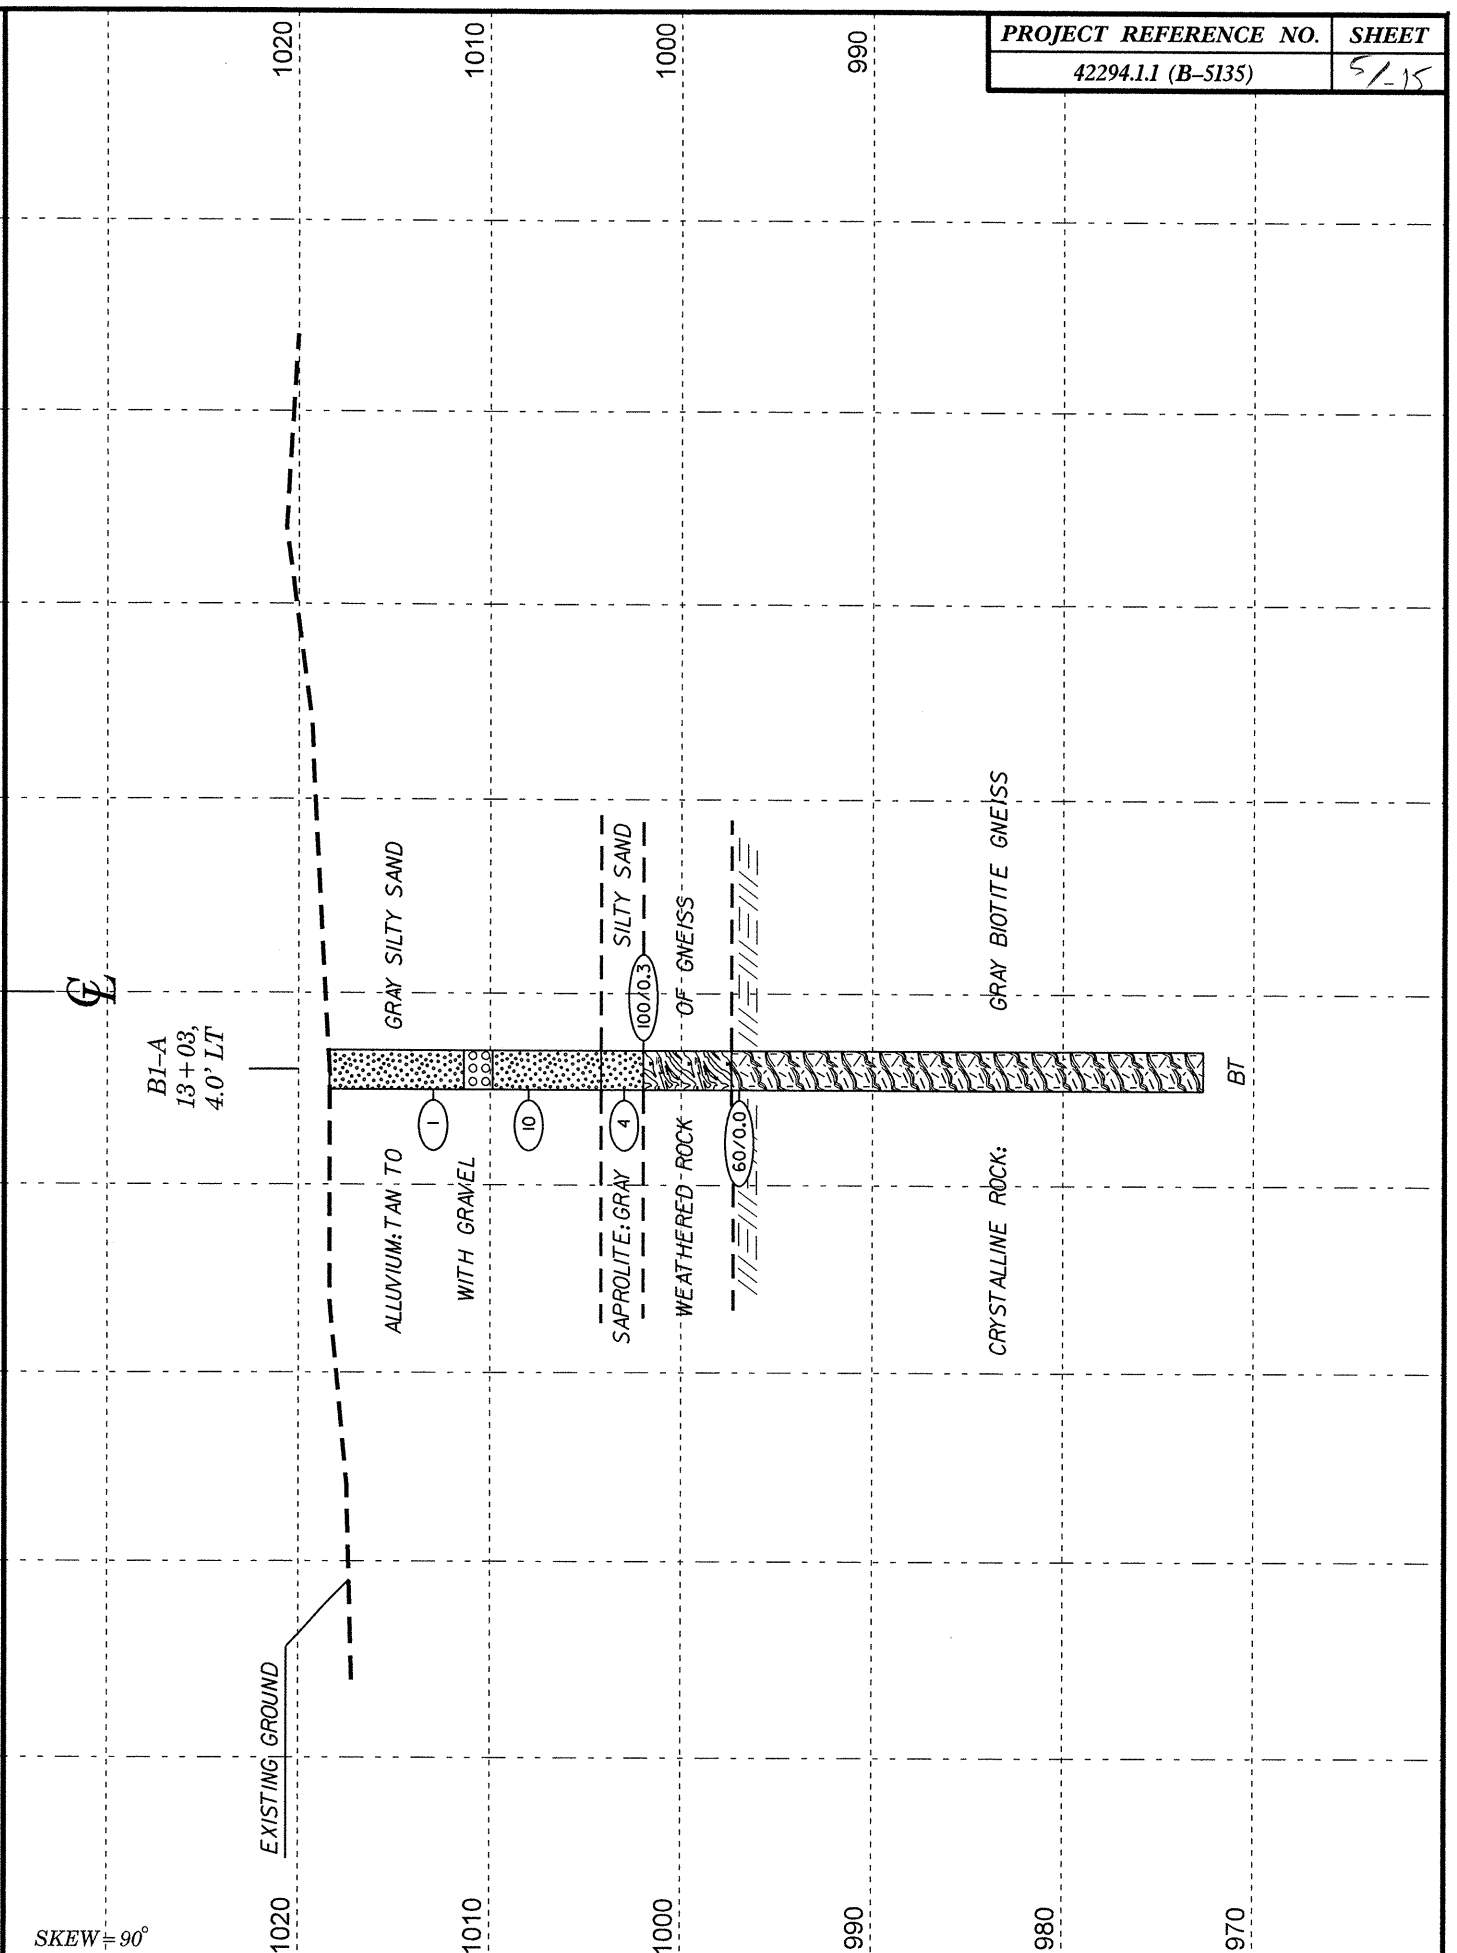 PROJECT REFERENCE NO. SHEET
42294.1.1 (B-5135) 5/-15
SKEW = 90°
CL
B1-A
13+03,
4.0' LT
EXISTING GROUND
1020 1020
1010 1010
1000 1000
990 990
980
970
ALLUVIUM: TAN TO GRAY SILTY SAND
WITH GRAVEL
1
10
SAPROLITE: GRAY SILTY SAND
4
100/0.3
WEATHERED ROCK OF GNEISS
60/0.0
CRYSTALLINE ROCK: GRAY BIOTITE GNEISS
BT